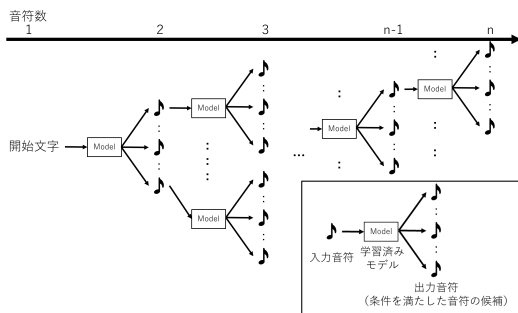 音符数
1 2 3 n-1 n
Model
Model
Model
開始文字 Model
...
Model
Model
入力音符
学習済み
モデル
出力音符
(条件を満たした音符の候補)